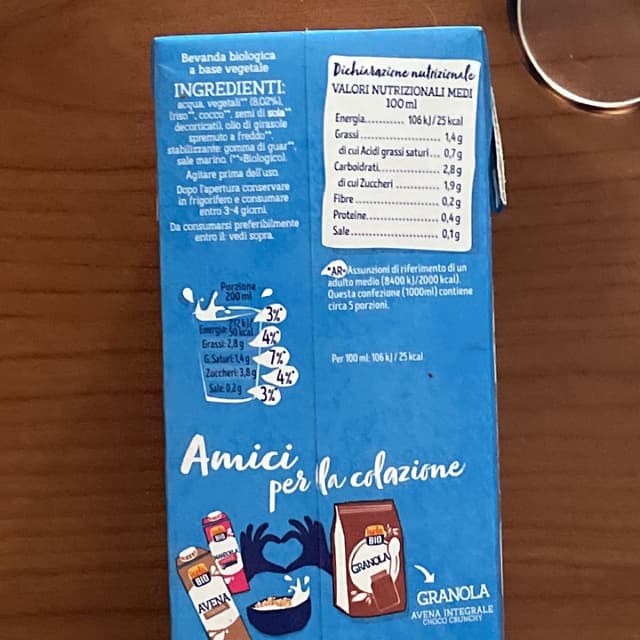 Bevanda biologica
a base vegetale
INGREDIENTI:
acqua, vegetali** (8,02%),
(riso**, cocco**, semi di soia**
decorticati), olio di girasole
spremuto a freddo**,
stabilizzante: gomma di guar**,
sale marino. (**=Biologico).
Agitare prima dell'uso.
Dopo l'apertura conservare
in frigorifero e consumare
entro 3-4 giorni.
Da consumarsi preferibilmente
entro il: vedi sopra.
Dichiarazione nutrizionale
VALORI NUTRIZIONALI MEDI
100 ml
Energia........... 106 kJ/25 kcal
Grassi ..................... 1,4 g
di cui Acidi grassi saturi... 0,7g
Carboidrati................ 2,8 g
di cui Zuccheri ........... 1,9 g
Fibre ....................... 0,2 g
Proteine................... 0,4 g
Sale......................... 0,1 g
*AR=Assunzioni di riferimento di un
adulto medio (8400 kJ/2000 kcal).
Questa confezione (1000ml) contiene
circa 5 porzioni.
Porzione
200 ml
212 kJ/
Energia: 50 kcal 3%*
Grassi: 2,8 g 4%*
G. Saturi: 1,4 g 7%*
Zuccheri: 3,8 g 4%*
Sale: 0,2 g 3%*
Per 100 ml: 106 kJ / 25 kcal
Amici
per la colazione
BIO
MANDORLA
BIO
AVENA
BIO
GRANOLA
GRANOLA
AVENA INTEGRALE
CHOCO CRUNCHY